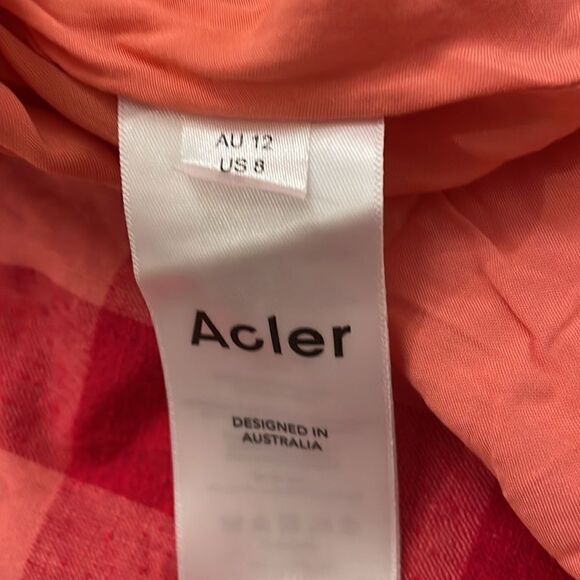 AU 12
US 8
Acler
DESIGNED IN
AUSTRALIA